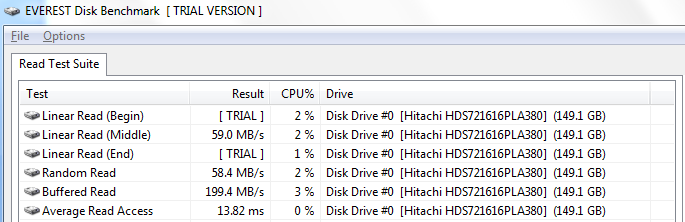 EVEREST Disk Benchmark [ TRIAL VERSION ]
File Options
Read Test Suite
Test Result CPU% Drive
Linear Read (Begin) [ TRIAL ] 2 % Disk Drive #0 [Hitachi HDS721616PLA380] (149.1 GB)
Linear Read (Middle) 59.0 MB/s 2 % Disk Drive #0 [Hitachi HDS721616PLA380] (149.1 GB)
Linear Read (End) [ TRIAL ] 1 % Disk Drive #0 [Hitachi HDS721616PLA380] (149.1 GB)
Random Read 58.4 MB/s 2 % Disk Drive #0 [Hitachi HDS721616PLA380] (149.1 GB)
Buffered Read 199.4 MB/s 3 % Disk Drive #0 [Hitachi HDS721616PLA380] (149.1 GB)
Average Read Access 13.82 ms 0 % Disk Drive #0 [Hitachi HDS721616PLA380] (149.1 GB)